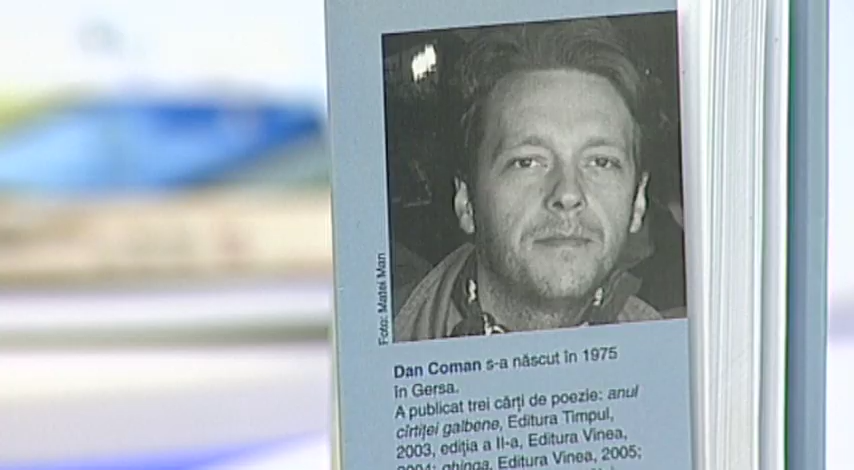 Foto: Matei Man
Dan Coman s-a născut în 1975
în Gersa.
A publicat trei cărți de poezie: anul
cîrtiței galbene, Editura Timpul,
2003, ediția a II-a, Editura Vinea,
2004; ghinga, Editura Vinea, 2005;